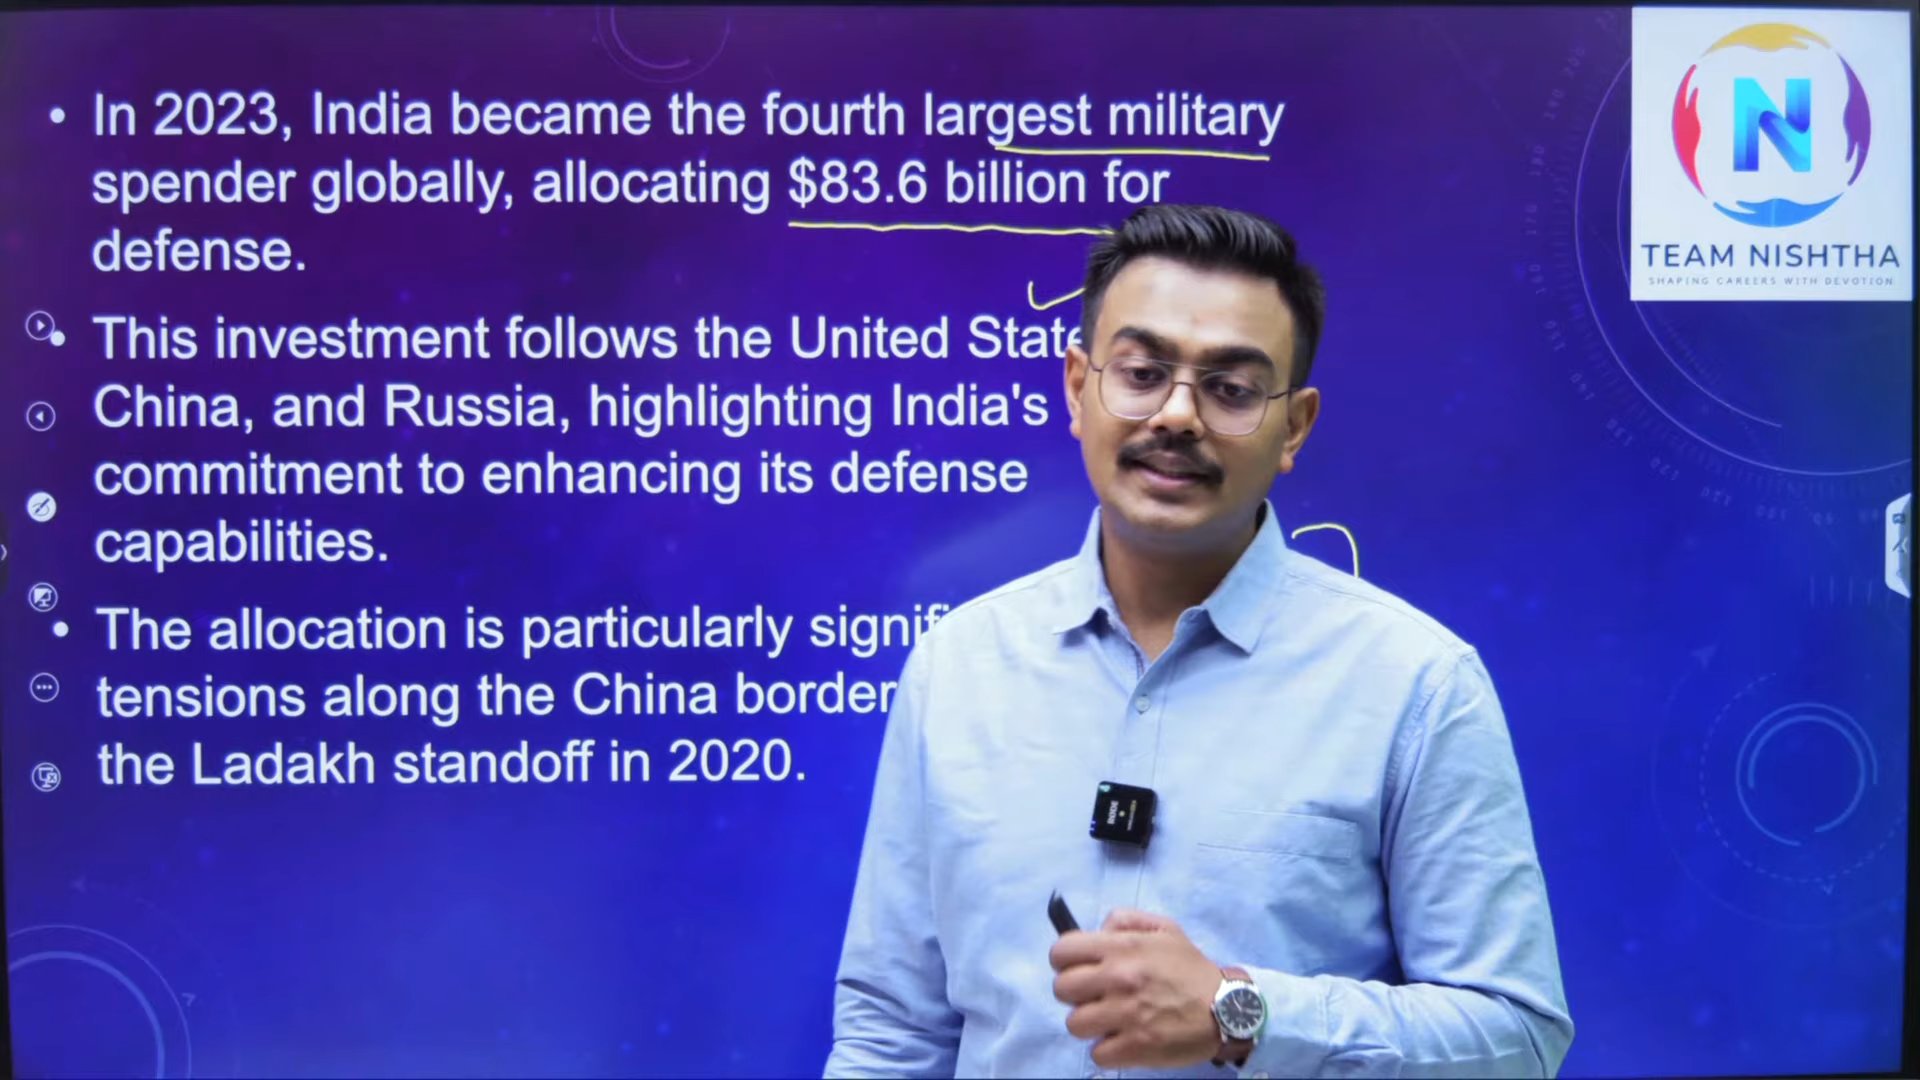 • In 2023, India became the fourth largest military
spender globally, allocating $83.6 billion for
defense.
• This investment follows the United
China, and Russia, highlighting India's
commitment to enhancing its defense
capabilities.
• The allocation is particularly
tensions along the China border
the Ladakh standoff in 2020.
N
TEAM NISHTHA
SHAPING CAREERS WITH DEVOTION
RODE